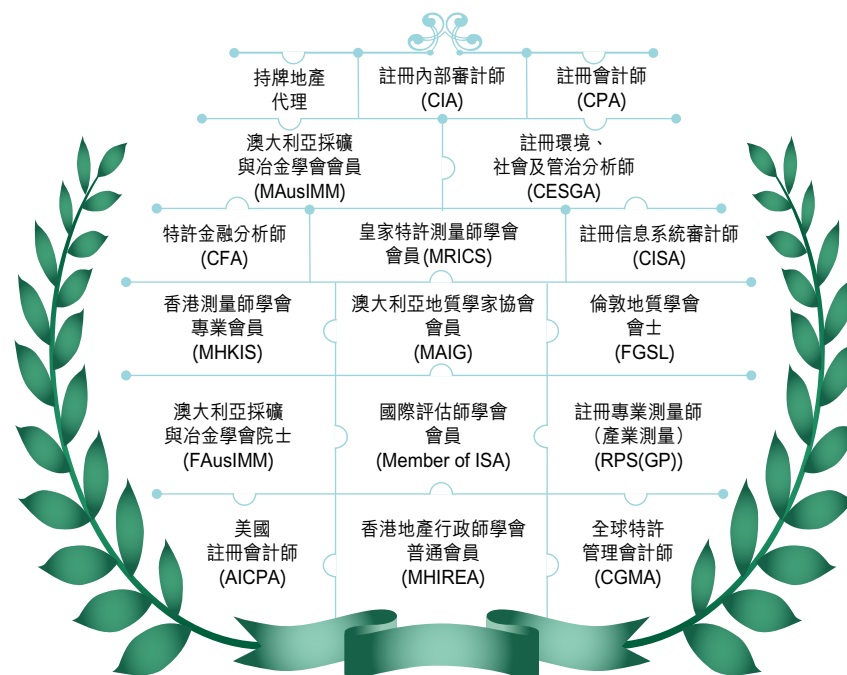 持牌地產
代理
註冊內部審計師
(CIA)
註冊會計師
(CPA)
澳大利亞採礦
與冶金學會會員
(MAusIMM)
註冊環境、
社會及管治分析師
(CESGA)
特許金融分析師
(CFA)
皇家特許測量師學會
會員(MRICS)
註冊信息系統審計師
(CISA)
香港測量師學會
專業會員
(MHKIS)
澳大利亞地質學家協會
會員
(MAIG)
倫敦地質學會
會士
(FGSL)
澳大利亞採礦
與冶金學會院士
(FAusIMM)
國際評估師學會
會員
(Member of ISA)
註冊專業測量師
（產業測量）
(RPS(GP))
美國
註冊會計師
(AICPA)
香港地產行政師學會
普通會員
(MHIREA)
全球特許
管理會計師
(CGMA)